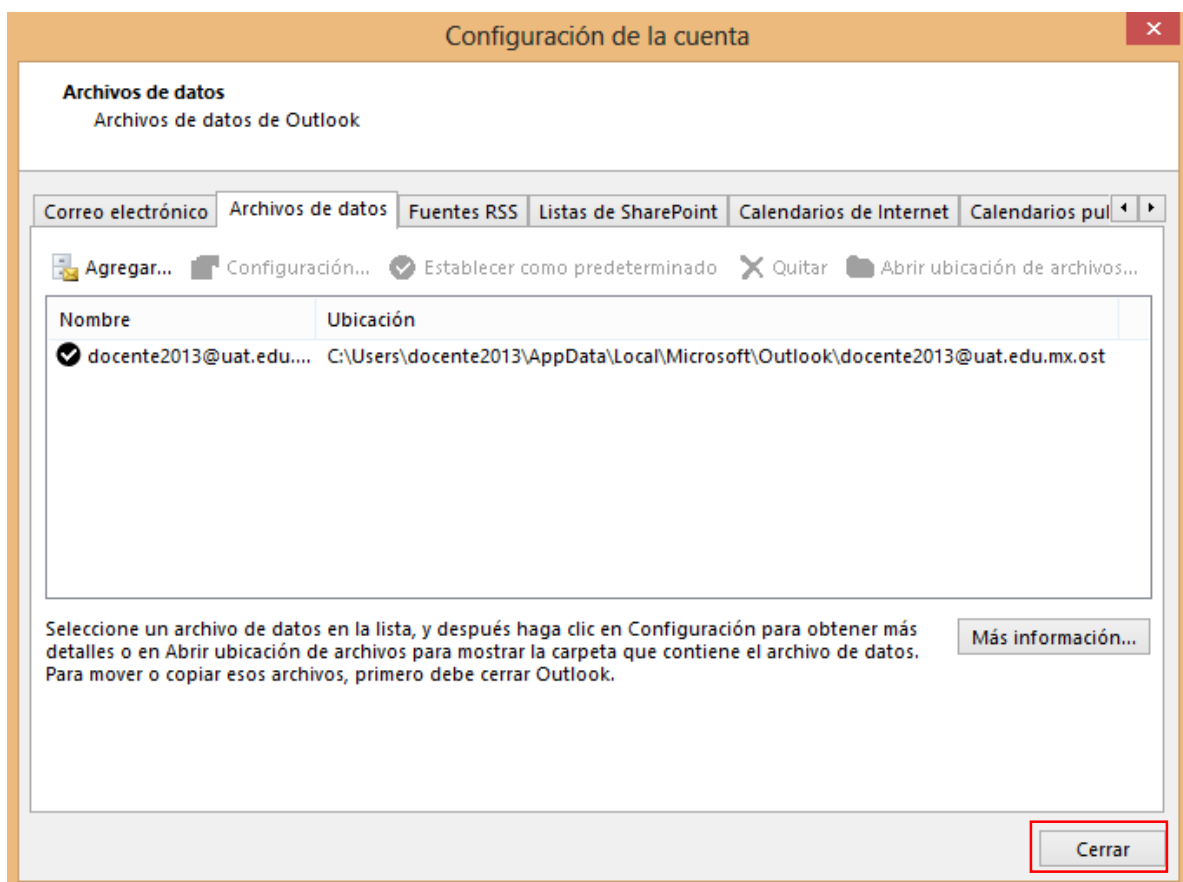 Configuración de la cuenta
Archivos de datos
Archivos de datos de Outlook
Correo electrónico Archivos de datos Fuentes RSS Listas de SharePoint Calendarios de Internet Calendarios pul
Agregar... Configuración... Establecer como predeterminado Quitar Abrir ubicación de archivos...
Nombre Ubicación
docente2013@uat.edu.... C:\Users\docente2013\AppData\Local\Microsoft\Outlook\docente2013@uat.edu.mx.ost
Seleccione un archivo de datos en la lista, y después haga clic en Configuración para obtener más
detalles o en Abrir ubicación de archivos para mostrar la carpeta que contiene el archivo de datos.
Para mover o copiar esos archivos, primero debe cerrar Outlook.
Más información...
Cerrar